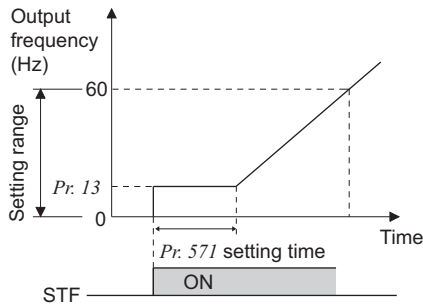 Output
frequency
(Hz)
60
Setting range
Pr. 13
0
Time
Pr. 571 setting time
ON
STF